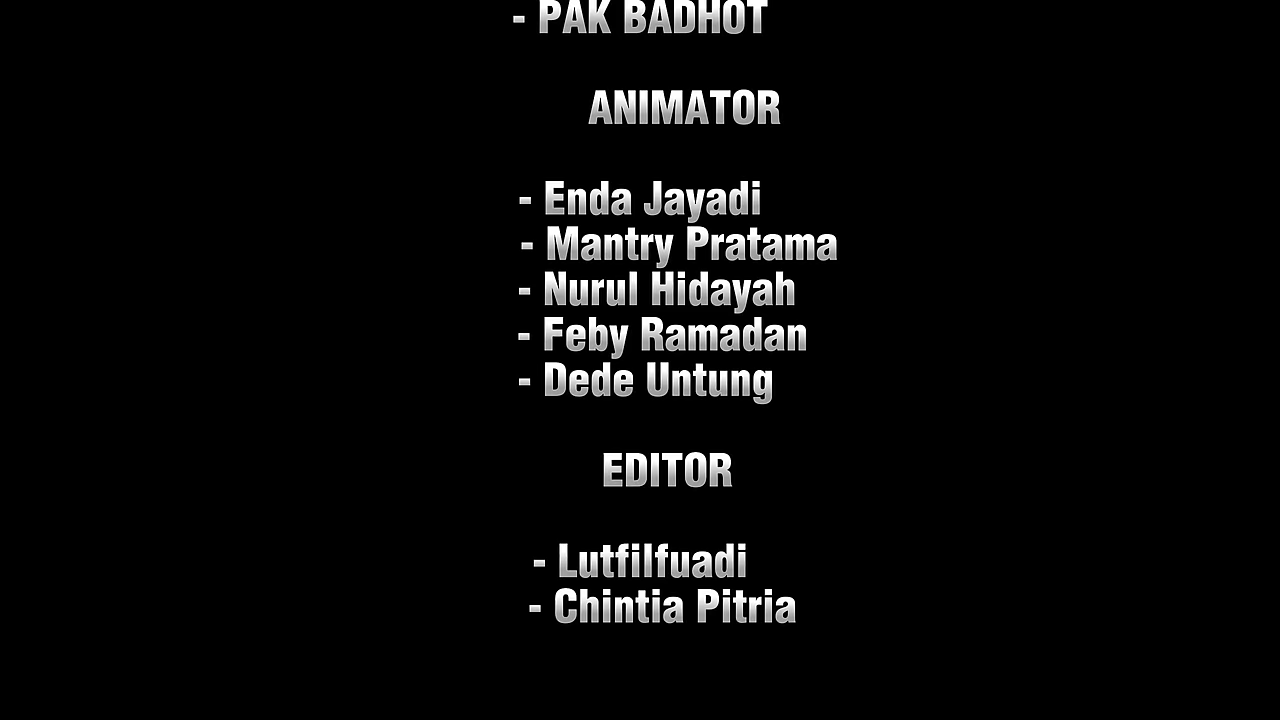 - PAK BADHOT
ANIMATOR
- Enda Jayadi
- Mantry Pratama
- Nurul Hidayah
- Feby Ramadan
- Dede Untung
EDITOR
- Lutfilfuadi
- Chintia Pitria